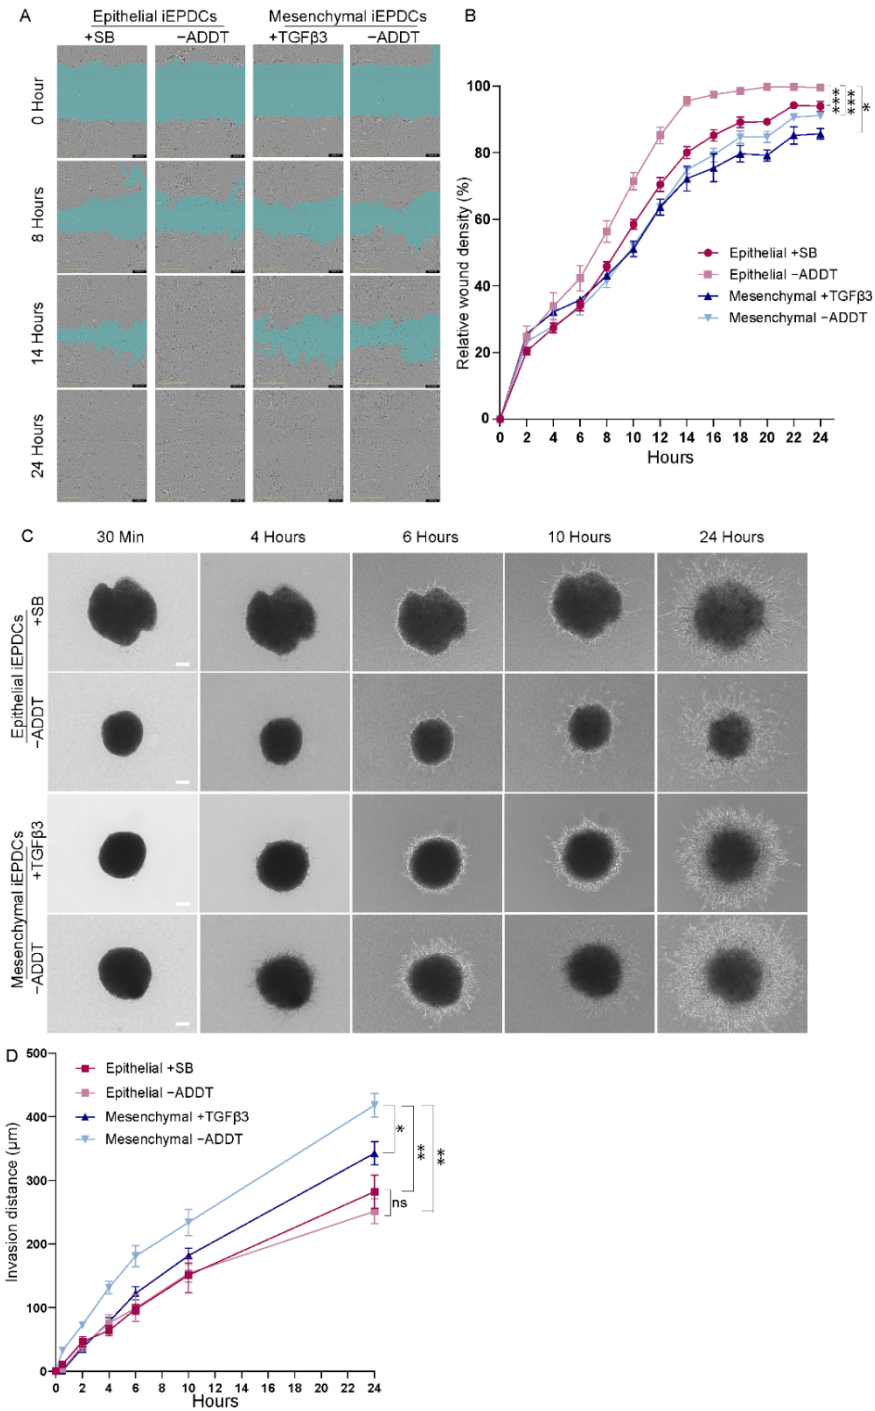 A
Epithelial iEPDCs Mesenchymal iEPDCs
+SB −ADDT +TGFβ3 −ADDT
0 Hour
8 Hours
14 Hours
24 Hours
B
Relative wound density (%)
100
80
60
40
20
0
0 2 4 6 8 10 12 14 16 18 20 22 24
Hours
Epithelial +SB
Epithelial −ADDT
Mesenchymal +TGFβ3
Mesenchymal −ADDT
***
***
*
C
30 Min 4 Hours 6 Hours 10 Hours 24 Hours
Epithelial iEPDCs
+SB
−ADDT
Mesenchymal iEPDCs
+TGFβ3
−ADDT
D
Invasion distance (µm)
500
400
300
200
100
0
0 2 4 6 8 10 12 14 16 18 20 22 24
Hours
Epithelial +SB
Epithelial −ADDT
Mesenchymal +TGFβ3
Mesenchymal −ADDT
*
**
**
ns